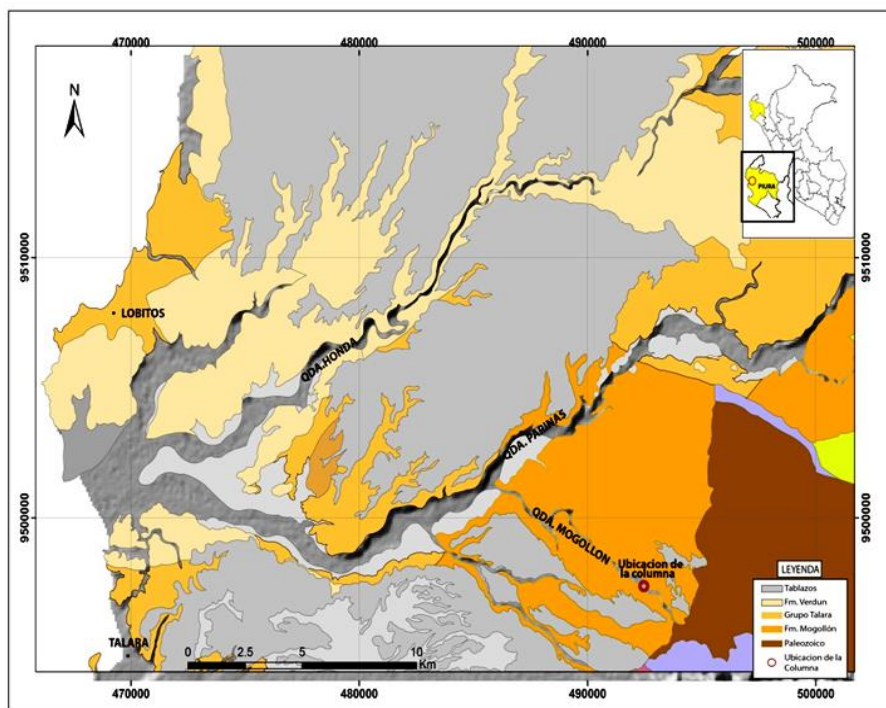 470000
480000
490000
500000
N
PIURA
9510000
9510000
LOBITOS
QDA.HONDA
QDA. PARINAS
9500000
9500000
QDA. MOGOLLON
Ubicacion de
la columna
LEYENDA
Tablazos
Fm. Verdun
Grupo Talara
Fm. Mogollón
Paleozoico
Ubicacion de la
Columna
TALARA
0
2.5
5
10
Km
470000
480000
490000
500000